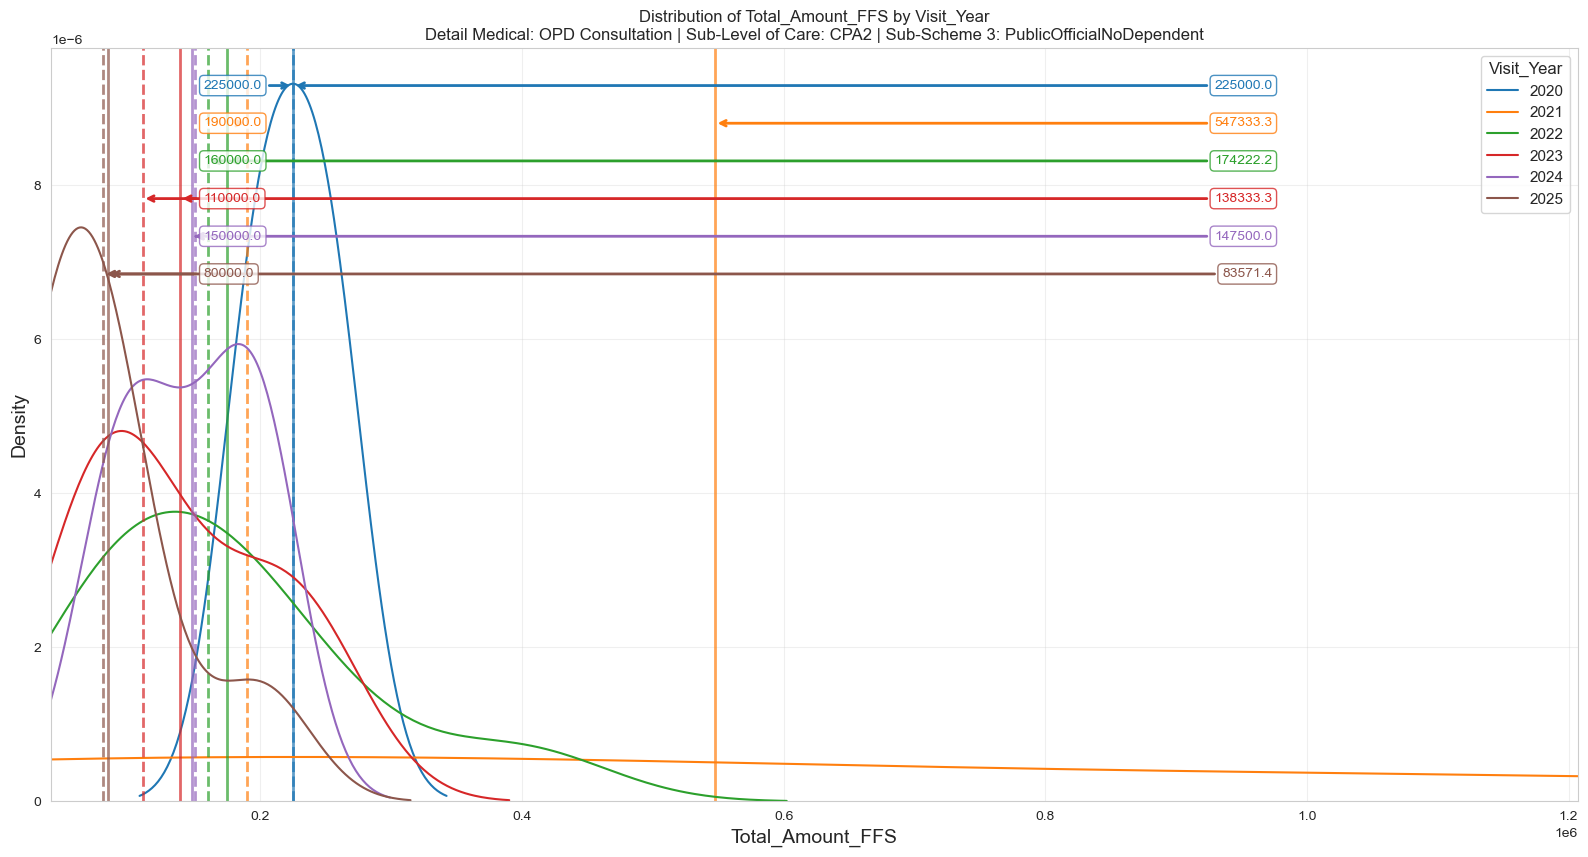 Distribution of Total_Amount_FFS by Visit_Year
Detail Medical: OPD Consultation | Sub-Level of Care: CPA2 | Sub-Scheme 3: PublicOfficialNoDependent
1e−6
Visit_Year
2020
2021
2022
2023
2024
2025
225000.0 225000.0
190000.0 547333.3
160000.0 174222.2
110000.0 138333.3
150000.0 147500.0
80000.0 83571.4
Density
8
6
4
2
0
0.2 0.4 0.6 0.8 1.0 1.2
1e6
Total_Amount_FFS